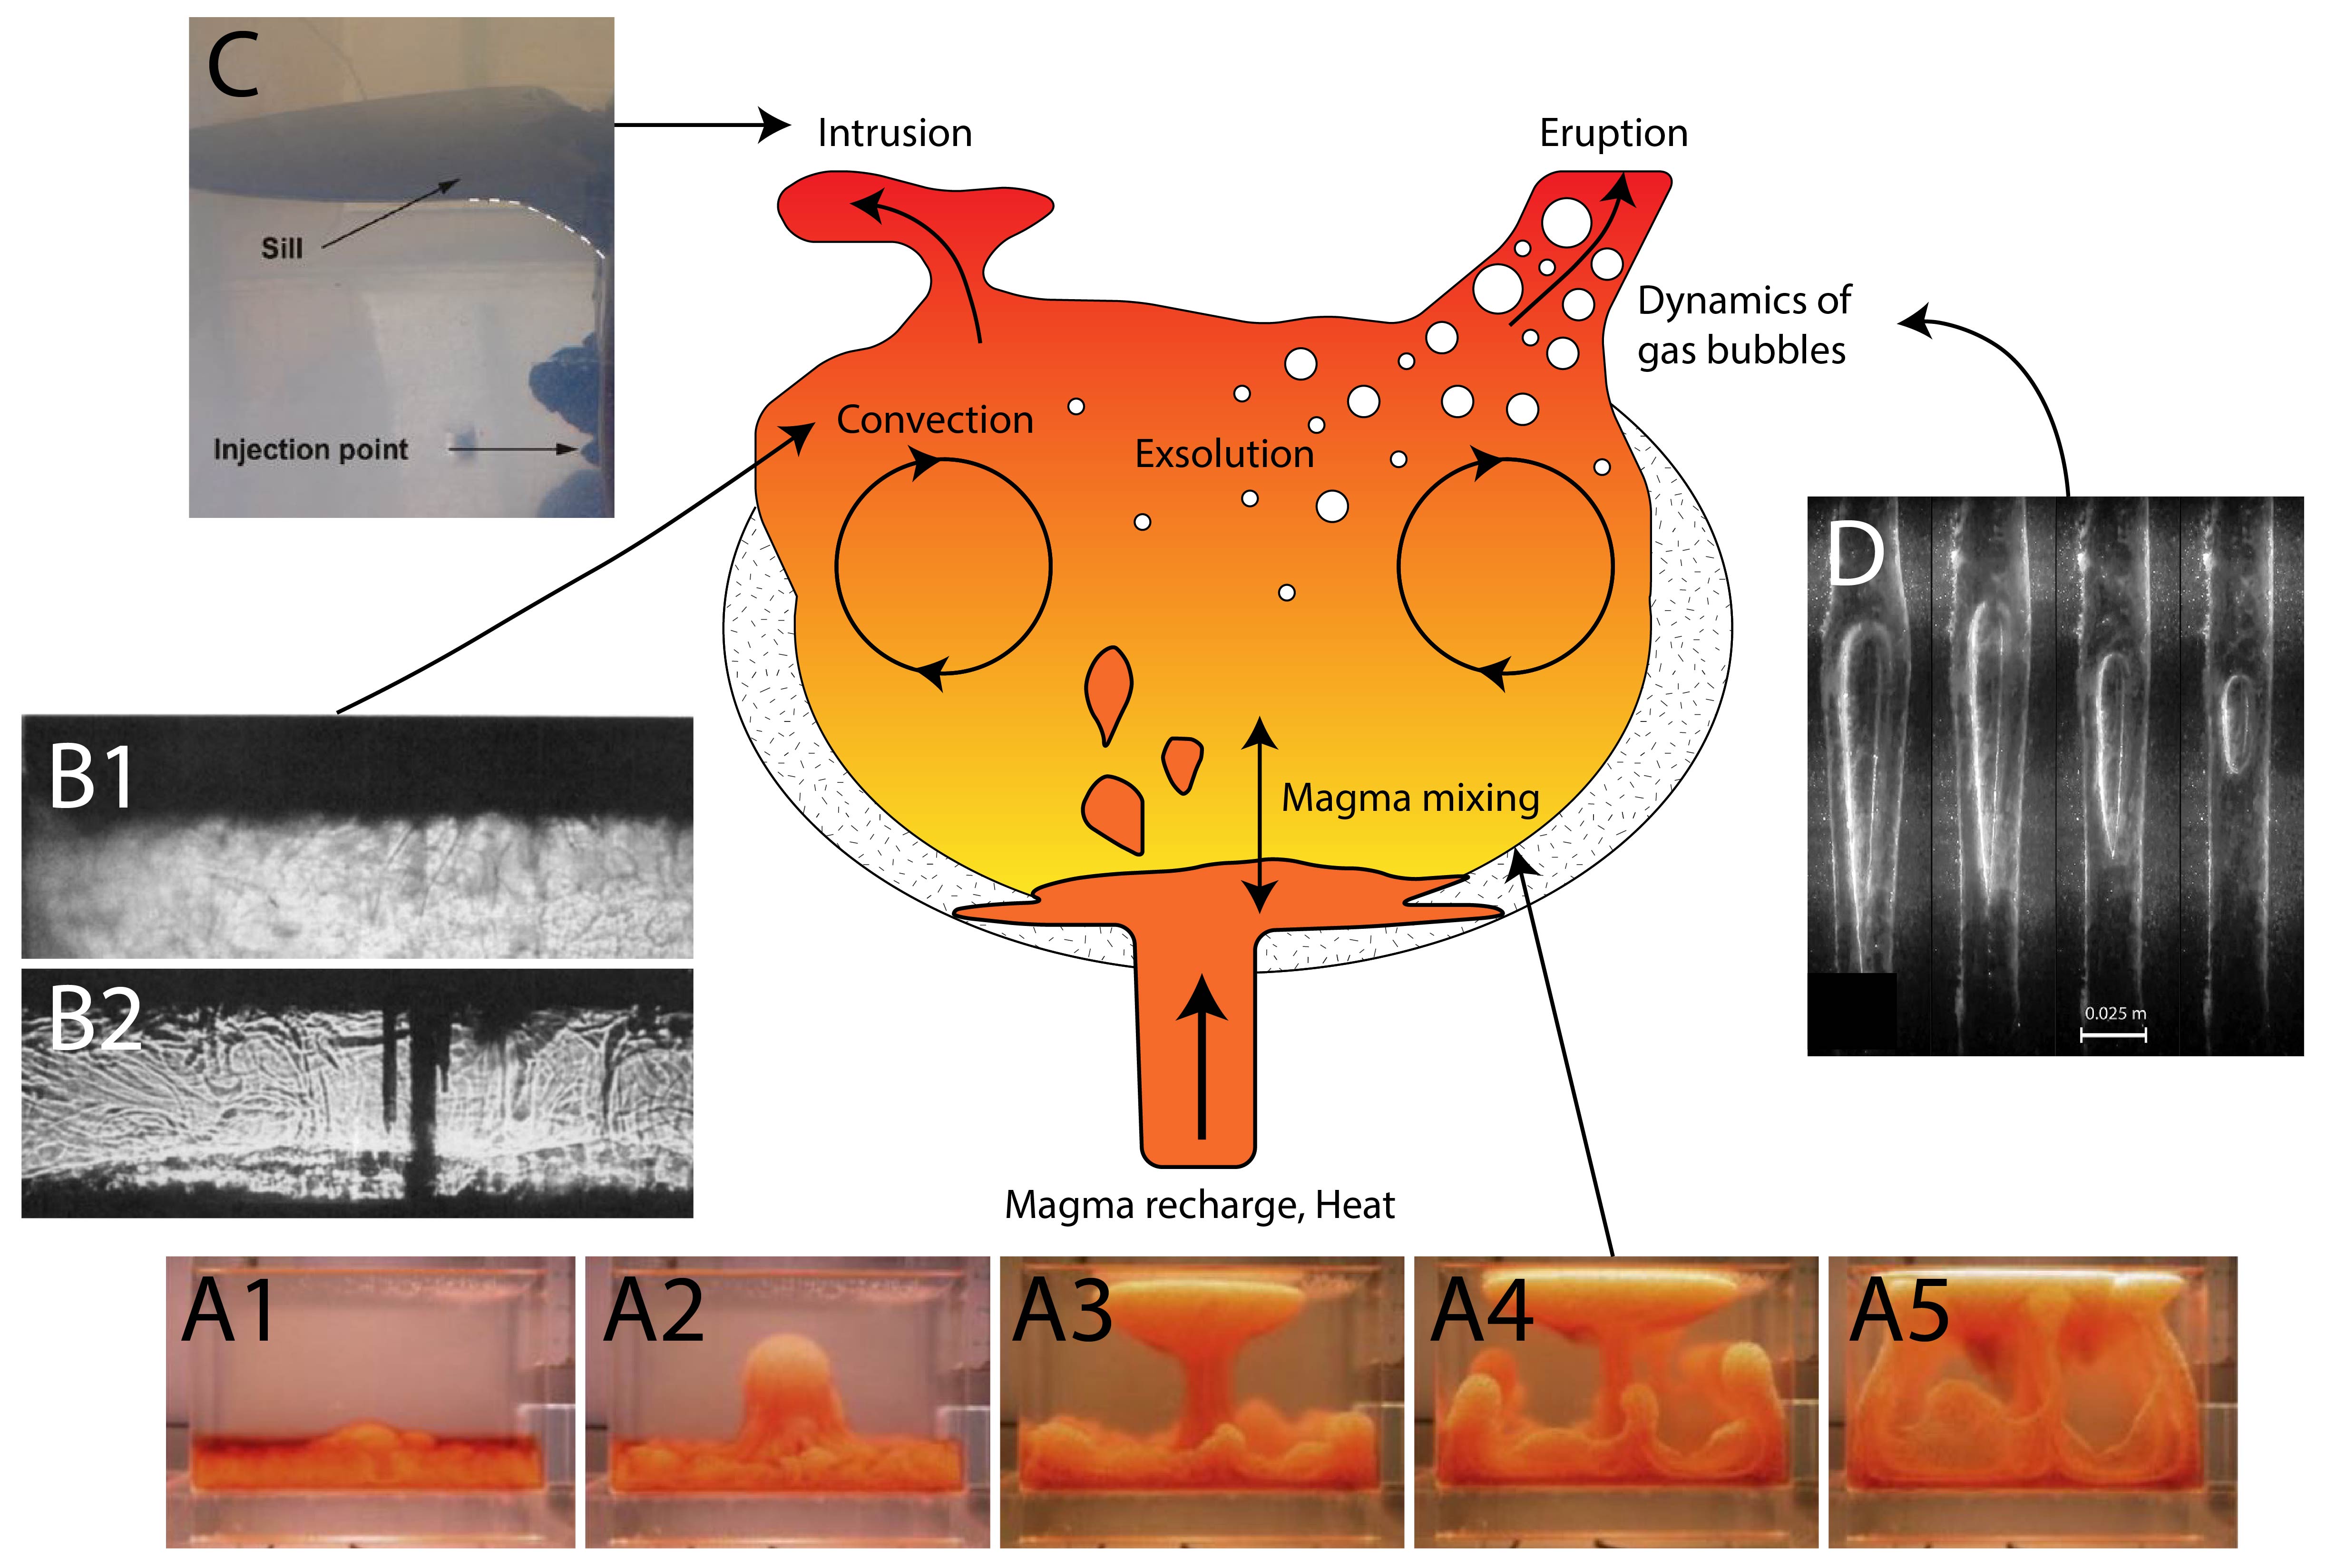 C
Sill
Injection point
Intrusion
Eruption
Dynamics of
gas bubbles
Convection
Exsolution
Magma mixing
Magma recharge, Heat
D
0.025 m
B1
B2
A1
A2
A3
A4
A5